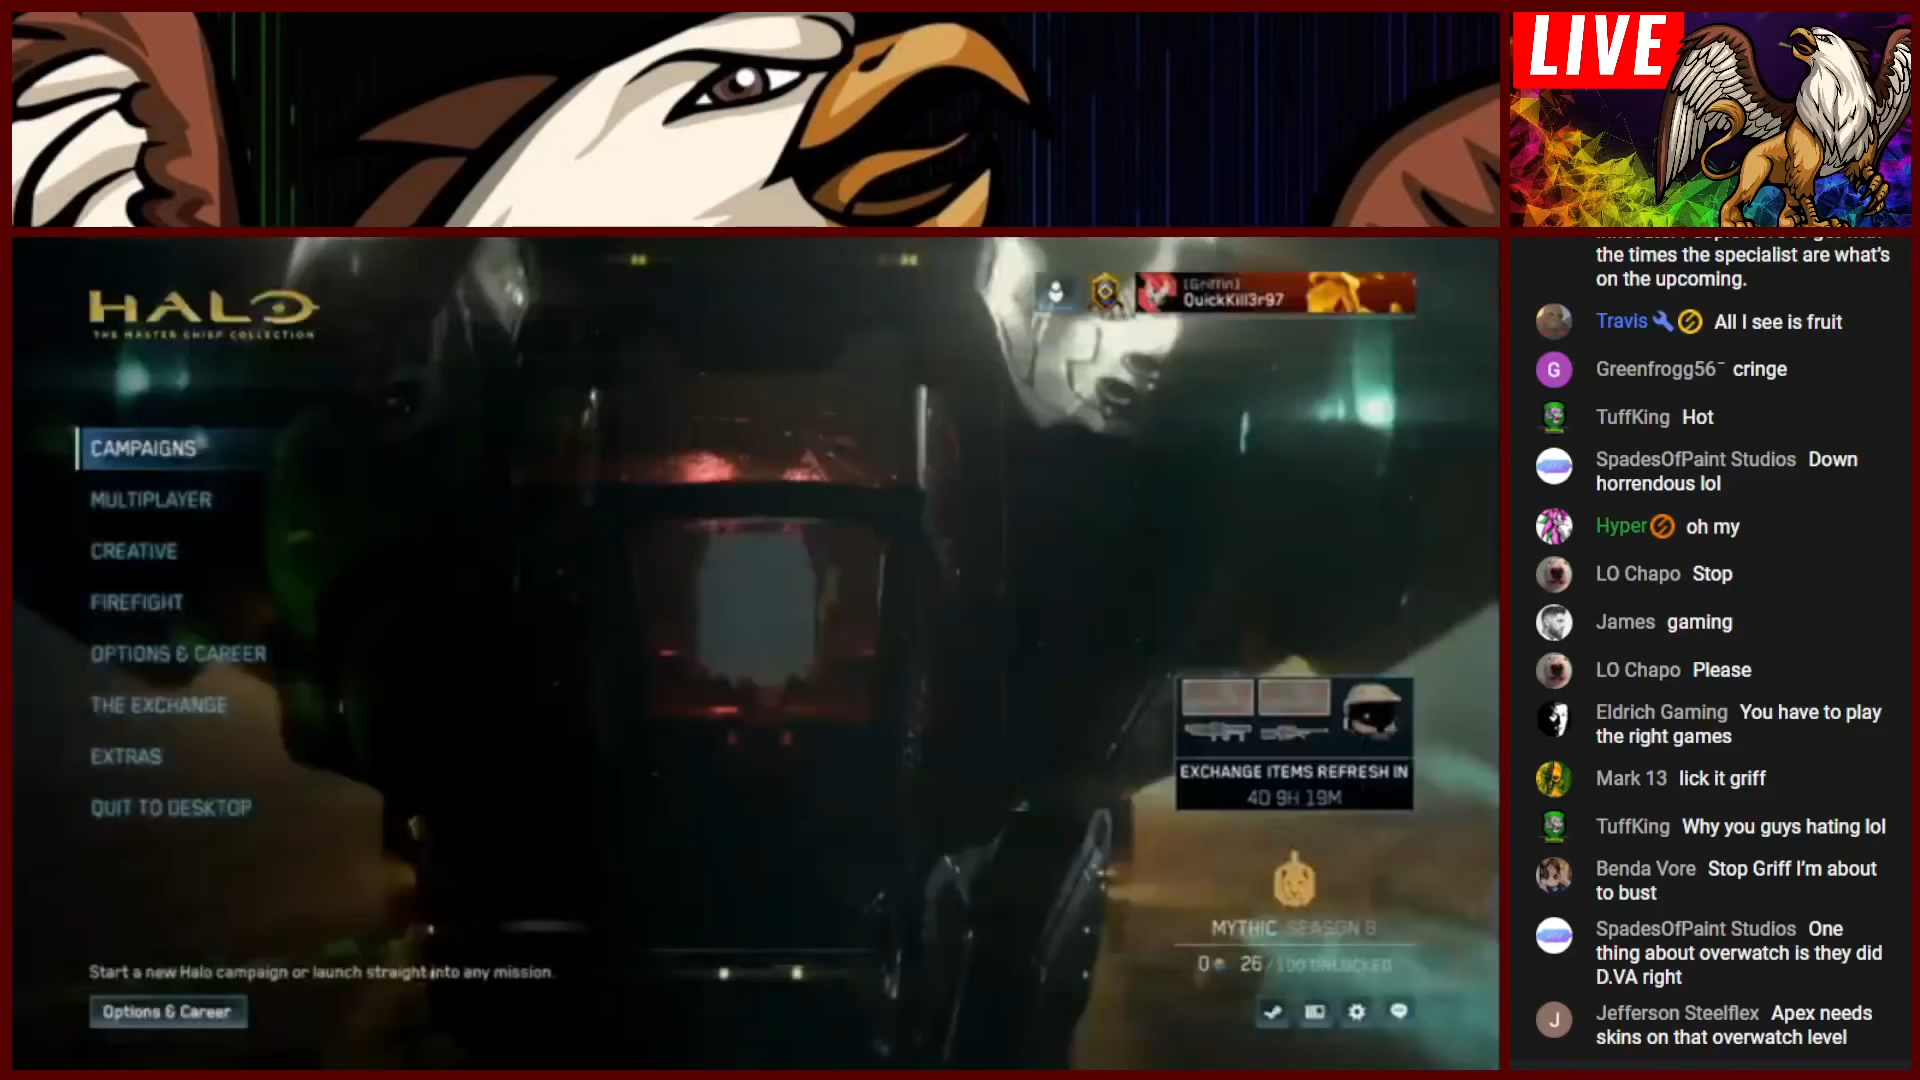 LIVE
HALO
THE MASTER CHIEF COLLECTION
[Griffin]
QuickKill3r97
CAMPAIGNS
MULTIPLAYER
CREATIVE
FIREFIGHT
OPTIONS & CAREER
THE EXCHANGE
EXTRAS
QUIT TO DESKTOP
Start a new Halo campaign or launch straight into any mission.
Options & Career
EXCHANGE ITEMS REFRESH IN
4D 9H 19M
MYTHIC SEASON 8
0 26/100 UNLOCKED
the times the specialist are what's
on the upcoming.
Travis All I see is fruit
G
Greenfrogg56 cringe
TuffKing Hot
SpadesOfPaint Studios Down
horrendous lol
Hyper oh my
LO Chapo Stop
James gaming
LO Chapo Please
Eldrich Gaming You have to play
the right games
Mark 13 lick it griff
TuffKing Why you guys hating lol
Benda Vore Stop Griff I'm about
to bust
SpadesOfPaint Studios One
thing about overwatch is they did
D.VA right
J
Jefferson Steelflex Apex needs
skins on that overwatch level